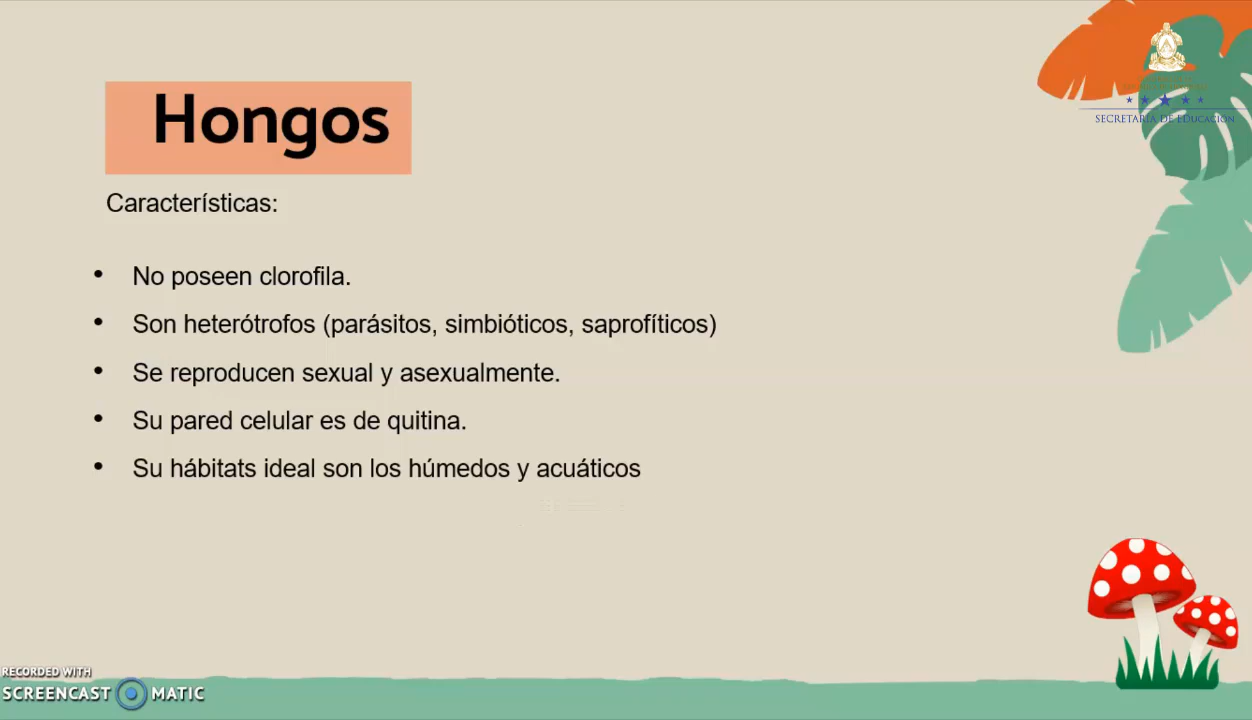 Hongos
SECRETARÍA DE EDUCACIÓN
Características:
• No poseen clorofila.
• Son heterótrofos (parásitos, simbióticos, saprofíticos)
• Se reproducen sexual y asexualmente.
• Su pared celular es de quitina.
• Su hábitats ideal son los húmedos y acuáticos
RECORDED WITH
SCREENCAST MATIC